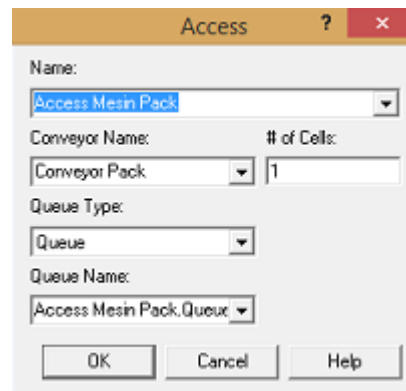 Access ? ×
Name:
Access Mesin Pack
Conveyor Name: # of Cells:
Conveyor Pack 1
Queue Type:
Queue
Queue Name:
Access Mesin Pack.Queue
OK Cancel Help